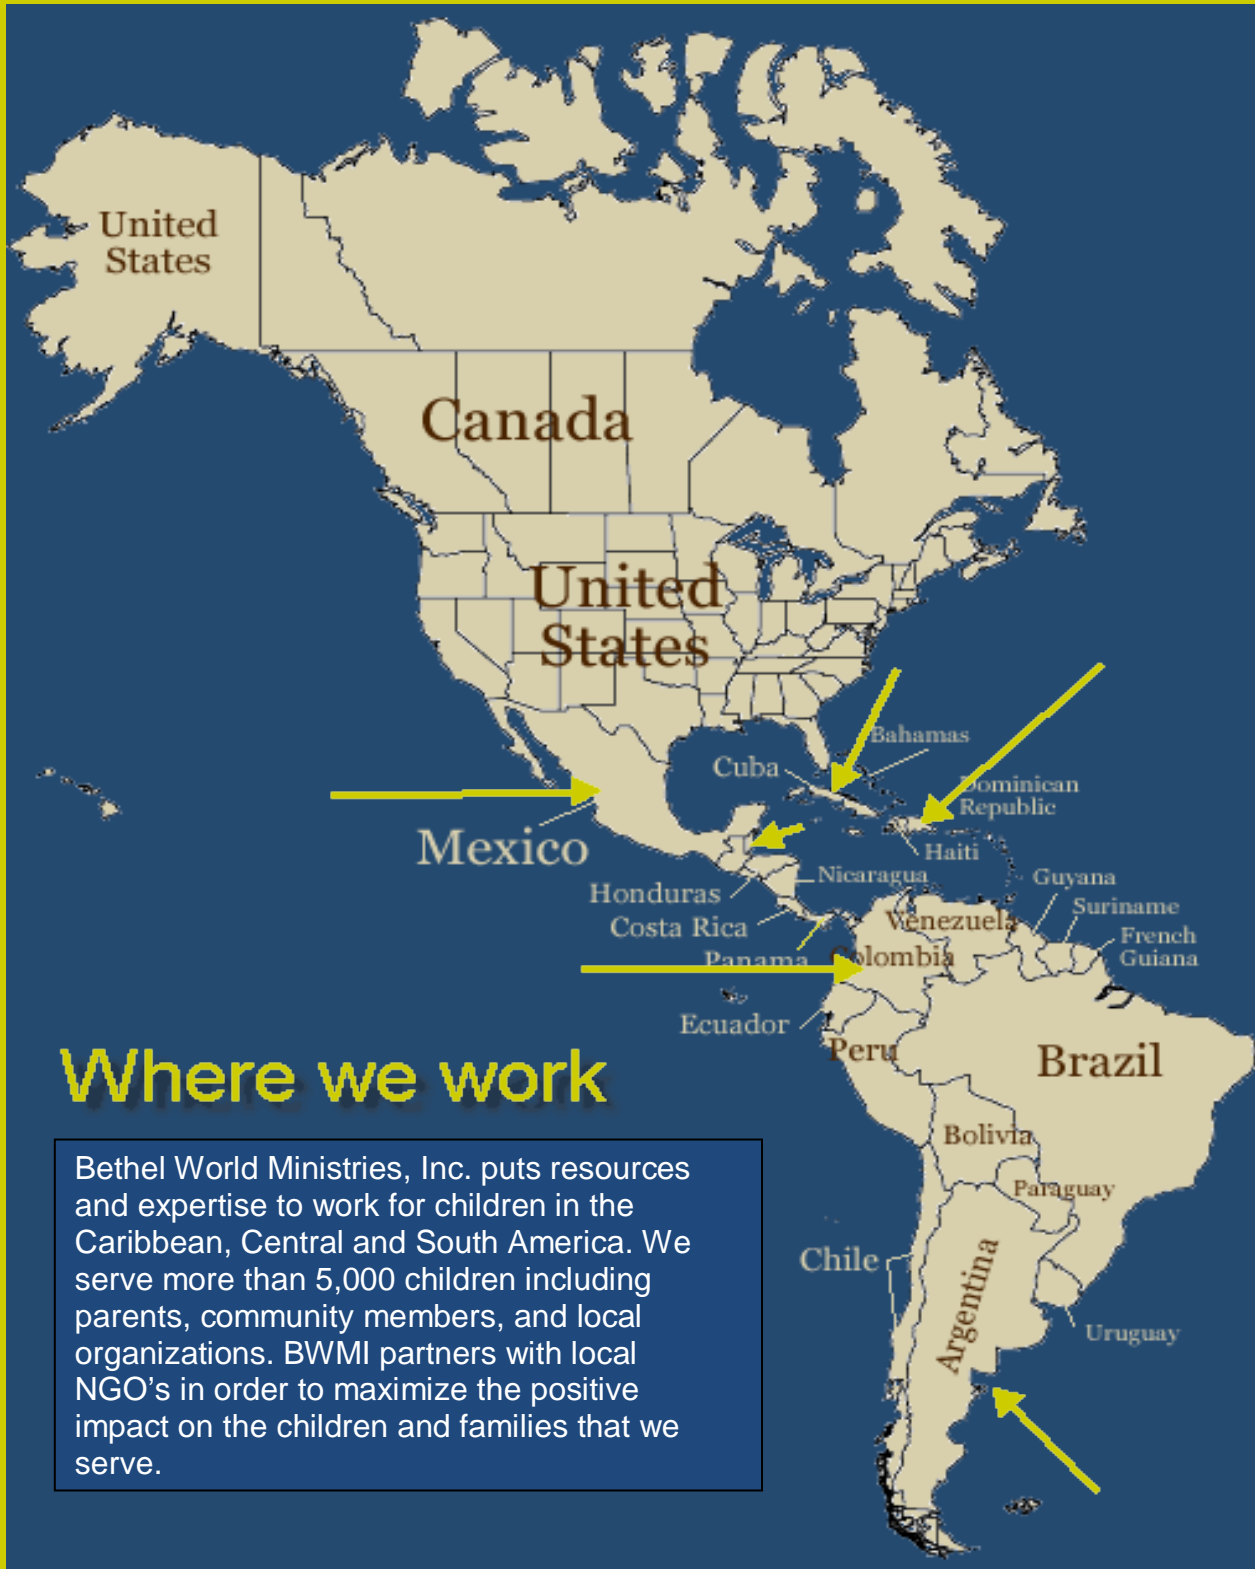 United
States
Canada
United
States
Bahamas
Cuba
Dominican
Republic
Mexico
Haiti
Nicaragua
Honduras
Guyana
Costa Rica
Suriname
Venezuela
French
Guiana
Panama
Colombia
Ecuador
Peru
Brazil
Bolivia
Paraguay
Chile
Argentina
Uruguay
Where we work
Bethel World Ministries, Inc. puts resources
and expertise to work for children in the
Caribbean, Central and South America. We
serve more than 5,000 children including
parents, community members, and local
organizations. BWMI partners with local
NGO’s in order to maximize the positive
impact on the children and families that we
serve.